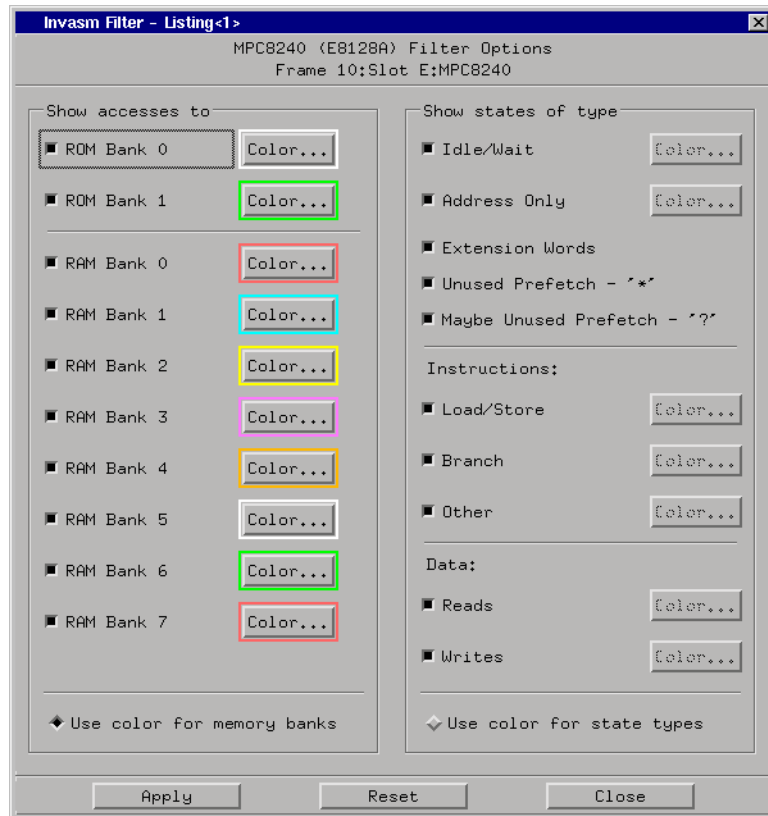 Invasm Filter - Listing<1>
MPC8240 (E8128A) Filter Options
Frame 10:Slot E:MPC8240
Show accesses to
ROM Bank 0 Color...
ROM Bank 1 Color...
RAM Bank 0 Color...
RAM Bank 1 Color...
RAM Bank 2 Color...
RAM Bank 3 Color...
RAM Bank 4 Color...
RAM Bank 5 Color...
RAM Bank 6 Color...
RAM Bank 7 Color...
Use color for memory banks
Show states of type
Idle/Wait Color...
Address Only Color...
Extension Words
Unused Prefetch - ´*´
Maybe Unused Prefetch - ´?´
Instructions:
Load/Store Color...
Branch Color...
Other Color...
Data:
Reads Color...
Writes Color...
Use color for state types
Apply Reset Close